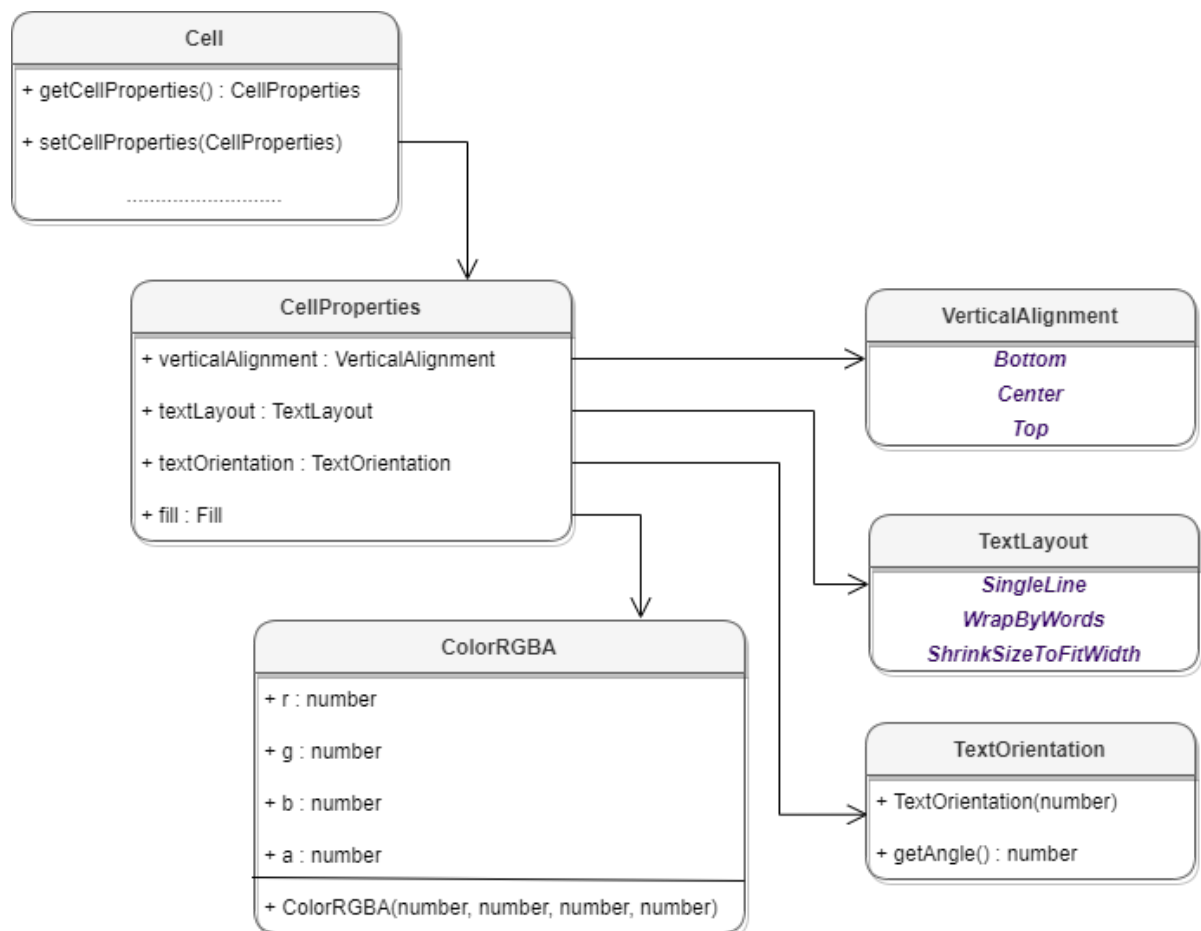 Cell
+ getCellProperties() : CellProperties
+ setCellProperties(CellProperties)
............................
CellProperties
+ verticalAlignment : VerticalAlignment
+ textLayout : TextLayout
+ textOrientation : TextOrientation
+ fill : Fill
VerticalAlignment
Bottom
Center
Top
TextLayout
SingleLine
WrapByWords
ShrinkSizeToFitWidth
ColorRGBA
+ r : number
+ g : number
+ b : number
+ a : number
+ ColorRGBA(number, number, number, number)
TextOrientation
+ TextOrientation(number)
+ getAngle() : number